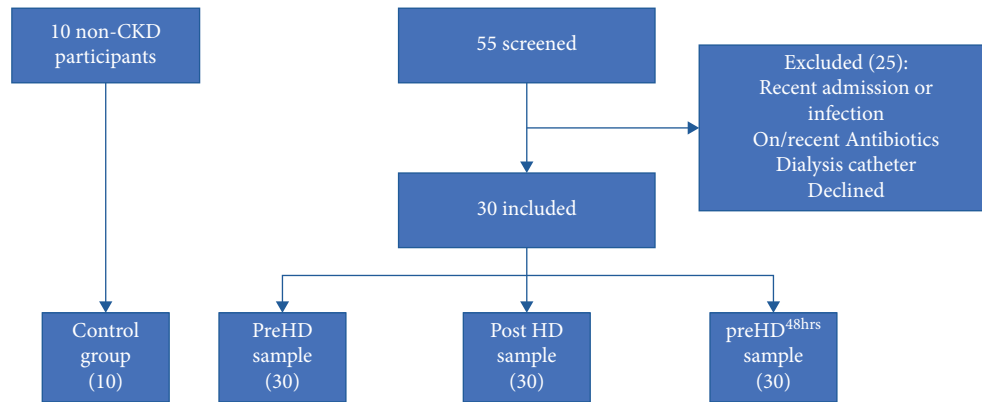 10 non-CKD
participants
55 screened
Excluded (25):
Recent admission or
infection
On/recent Antibiotics
Dialysis catheter
Declined
30 included
Control
group
(10)
PreHD
sample
(30)
Post HD
sample
(30)
preHD48hrs
sample
(30)